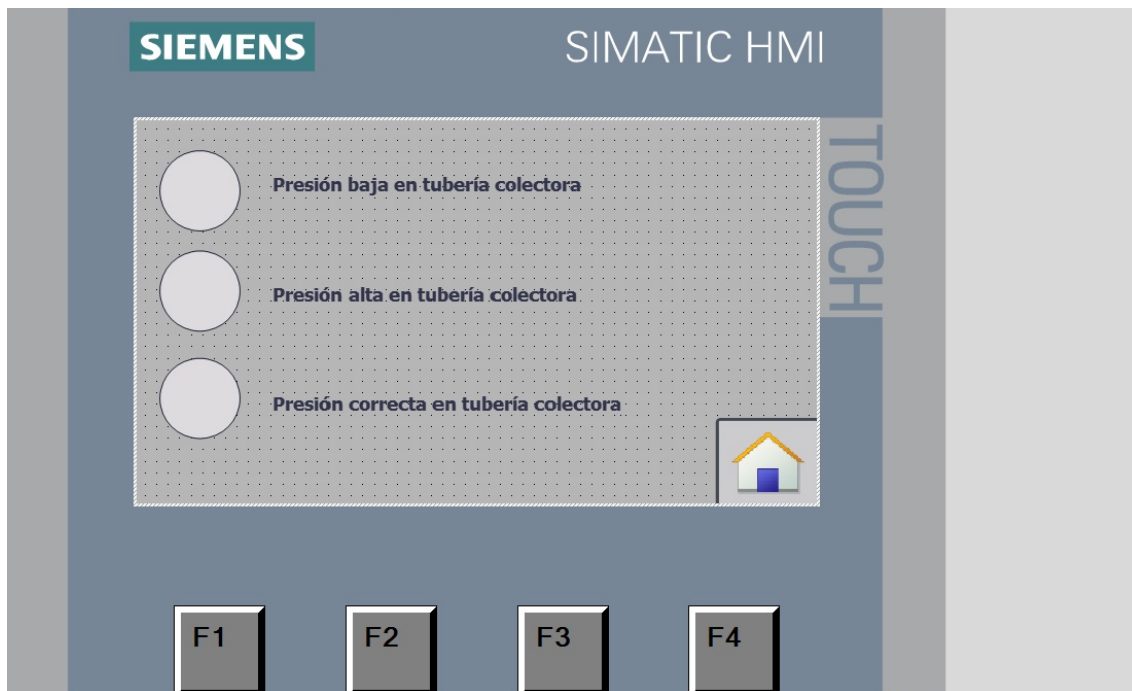 SIEMENS
SIMATIC HMI
TOUCH
Presión baja en tubería colectora
Presión alta en tubería colectora
Presión correcta en tubería colectora
F1
F2
F3
F4